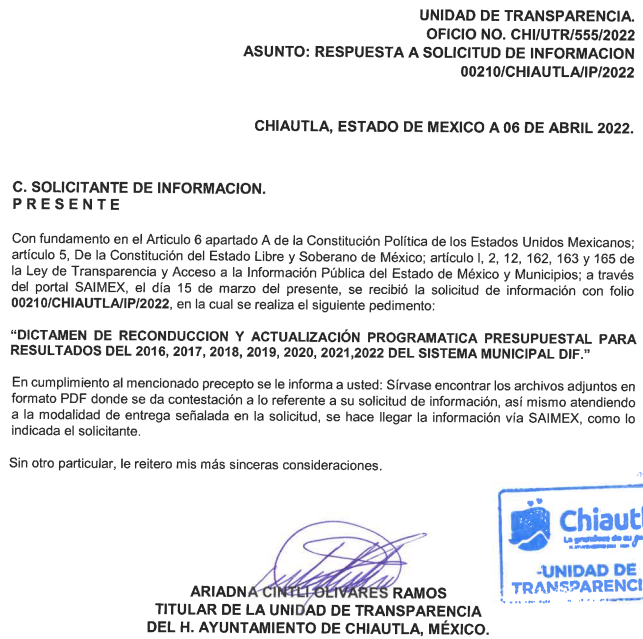 UNIDAD DE TRANSPARENCIA.
OFICIO NO. CHI/UTR/555/2022
ASUNTO: RESPUESTA A SOLICITUD DE INFORMACION
00210/CHIAUTLA/IP/2022
CHIAUTLA, ESTADO DE MEXICO A 06 DE ABRIL 2022.
C. SOLICITANTE DE INFORMACION.
P R E S E N T E
Con fundamento en el Articulo 6 apartado A de la Constitución Política de los Estados Unidos Mexicanos;
artículo 5, De la Constitución del Estado Libre y Soberano de México; artículo I, 2, 12, 162, 163 y 165 de
la Ley de Transparencia y Acceso a la Información Pública del Estado de México y Municipios; a través
del portal SAIMEX, el día 15 de marzo del presente, se recibió la solicitud de información con folio
00210/CHIAUTLA/IP/2022, en la cual se realiza el siguiente pedimento:
“DICTAMEN DE RECONDUCCION Y ACTUALIZACIÓN PROGRAMATICA PRESUPUESTAL PARA
RESULTADOS DEL 2016, 2017, 2018, 2019, 2020, 2021,2022 DEL SISTEMA MUNICIPAL DIF.”
En cumplimiento al mencionado precepto se le informa a usted: Sírvase encontrar los archivos adjuntos en
formato PDF donde se da contestación a lo referente a su solicitud de información, así mismo atendiendo
a la modalidad de entrega señalada en la solicitud, se hace llegar la información vía SAIMEX, como lo
indicada el solicitante.
Sin otro particular, le reitero mis más sinceras consideraciones.
Chiautl
La grandeza de su
-UNIDAD DE
TRANSPARENCI
ARIADNA CINTLI OLIVARES RAMOS
TITULAR DE LA UNIDAD DE TRANSPARENCIA
DEL H. AYUNTAMIENTO DE CHIAUTLA, MÉXICO.